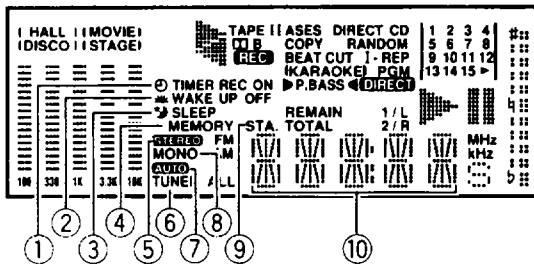 HALL MOVIE
DISCO STAGE
TAPE II ASES DIRECT CD
B COPY RANDOM
REC BEAT CUT I-REP
(KARAOKE) PGM
1 2 3 4
5 6 7 8
9 10 11 12
13 14 15
TIMER REC ON P.BASS DIRECT
WAKE UP OFF
SLEEP REMAIN 1/L
MEMORY STA. TOTAL 2/R
STEREO FM
MONO
AUTO
TUNE ALL
MHz
kHz
100 330 1K 3.3K 10K
① ② ③ ④ ⑤ ⑥ ⑦ ⑧ ⑨ ⑩